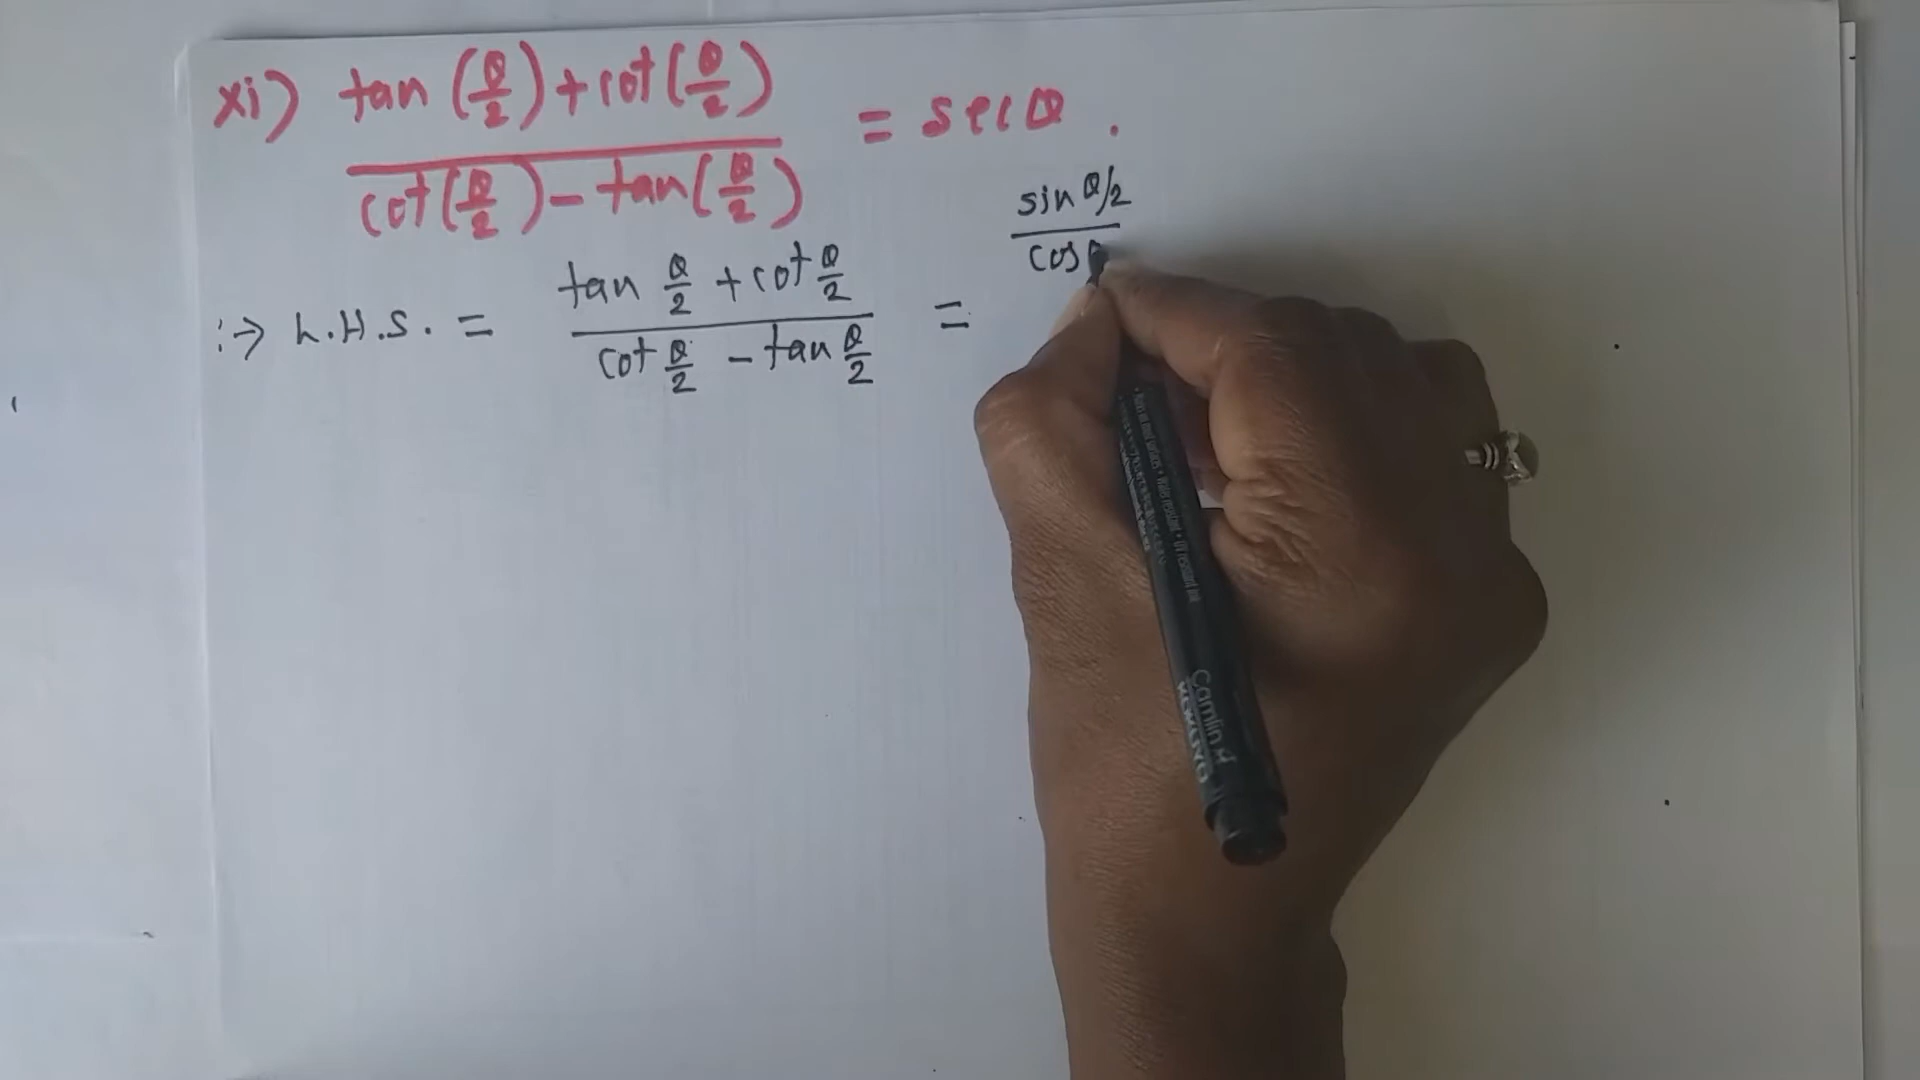 xi) tan (θ/2) + cot (θ/2) / cot (θ/2) - tan (θ/2) = sec θ .
:→ L.H.S. = tan θ/2 + cot θ/2 / cot θ/2 - tan θ/2 = sin θ/2 / cos θ
Camlin